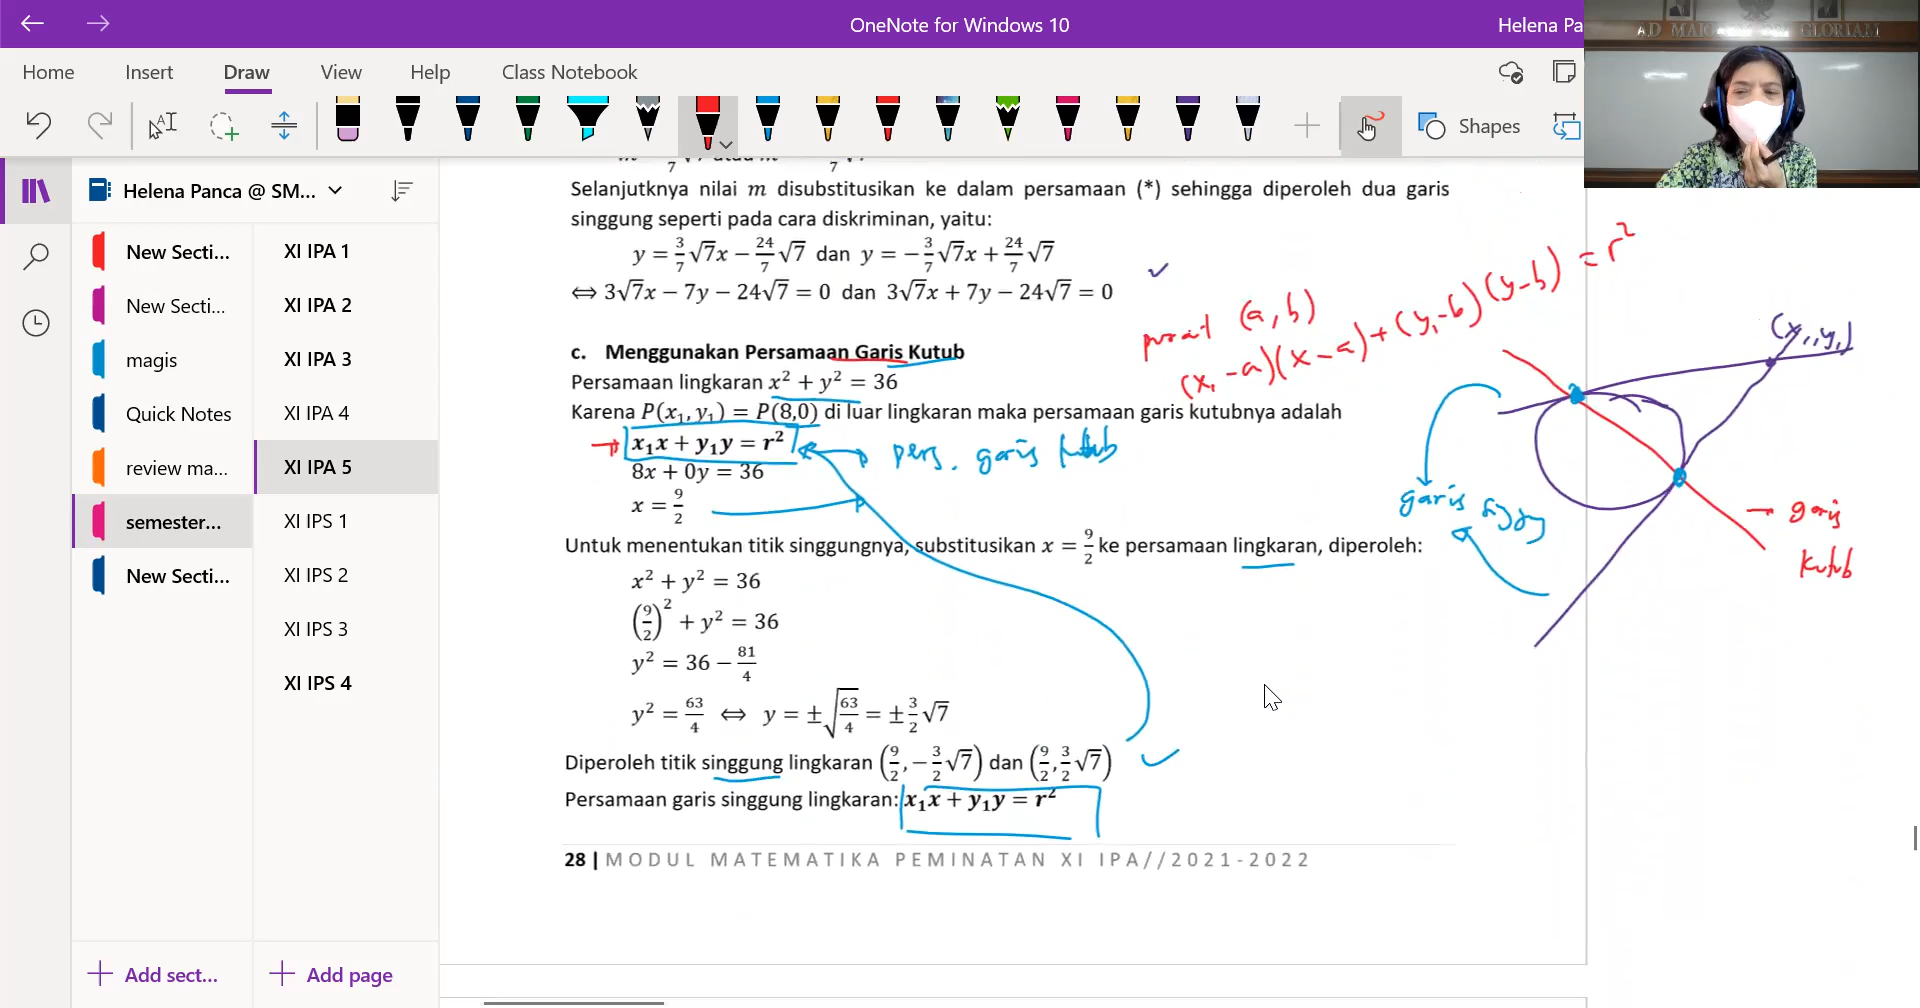 OneNote for Windows 10
Helena Pa
AD MAIO GLORIAM
Home Insert Draw View Help Class Notebook
Shapes
Helena Panca @ SM...
New Secti...
New Secti...
magis
Quick Notes
review ma...
semester...
New Secti...
Add sect...
XI IPA 1
XI IPA 2
XI IPA 3
XI IPA 4
XI IPA 5
XI IPS 1
XI IPS 2
XI IPS 3
XI IPS 4
Add page
Selanjutknya nilai m disubstitusikan ke dalam persamaan (*) sehingga diperoleh dua garis
singgung seperti pada cara diskriminan, yaitu:
y = 3/7 √7x − 24/7 √7 dan y = −3/7 √7x + 24/7 √7
⟺ 3√7x − 7y − 24√7 = 0 dan 3√7x + 7y − 24√7 = 0
c. Menggunakan Persamaan Garis Kutub
Persamaan lingkaran x² + y² = 36
Karena P(x₁, y₁) = P(8,0) di luar lingkaran maka persamaan garis kutubnya adalah
x₁x + y₁y = r²
pers. garis kutub
8x + 0y = 36
x = 9/2
Untuk menentukan titik singgungnya, substitusikan x = 9/2 ke persamaan lingkaran, diperoleh:
x² + y² = 36
(9/2)² + y² = 36
y² = 36 − 81/4
y² = 63/4 ⟺ y = ±√63/4 = ±3/2 √7
Diperoleh titik singgung lingkaran (9/2, −3/2 √7) dan (9/2, 3/2 √7)
Persamaan garis singgung lingkaran: x₁x + y₁y = r²
28 | MODUL MATEMATIKA PEMINATAN XI IPA//2021-2022
pusat (a, b)
(x₁ − a)(x − a) + (y₁ − b)(y − b) = r²
(x₁, y₁)
garis
garis
kutub